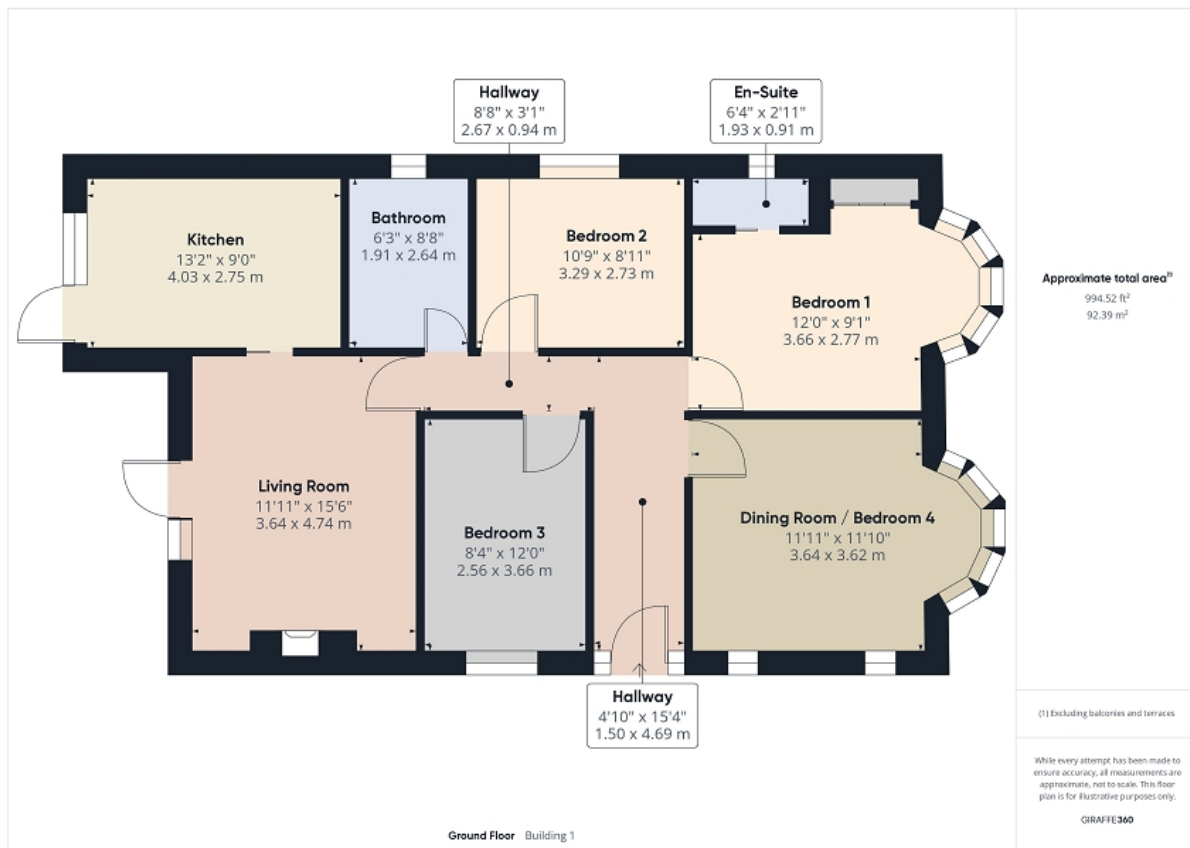 Hallway
8'8" x 3'1"
2.67 x 0.94 m
En-Suite
6'4" x 2'11"
1.93 x 0.91 m
Kitchen
13'2" x 9'0"
4.03 x 2.75 m
Bathroom
6'3" x 8'8"
1.91 x 2.64 m
Bedroom 2
10'9" x 8'11"
3.29 x 2.73 m
Bedroom 1
12'0" x 9'1"
3.66 x 2.77 m
Living Room
11'11" x 15'6"
3.64 x 4.74 m
Bedroom 3
8'4" x 12'0"
2.56 x 3.66 m
Dining Room / Bedroom 4
11'11" x 11'10"
3.64 x 3.62 m
Hallway
4'10" x 15'4"
1.50 x 4.69 m
Ground Floor Building 1
Approximate total area⁽¹⁾
994.52 ft²
92.39 m²
(1) Excluding balconies and terraces
While every attempt has been made to
ensure accuracy, all measurements are
approximate, not to scale. This floor
plan is for illustrative purposes only.
GIRAFFE360